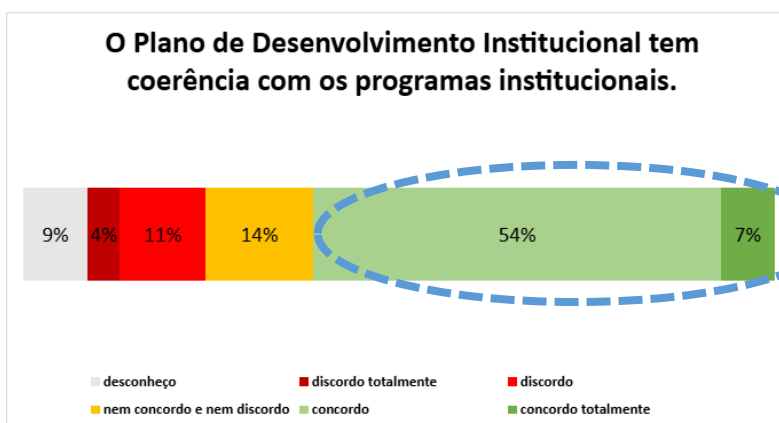 O Plano de Desenvolvimento Institucional tem
coerência com os programas institucionais.
9% 4% 11% 14% 54% 7%
desconheço discordo totalmente discordo
nem concordo e nem discordo concordo concordo totalmente